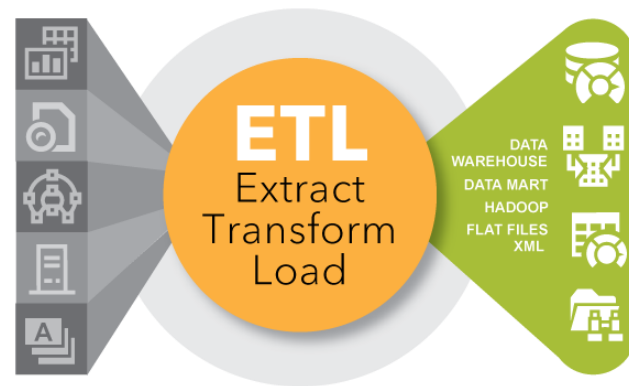 ETL
Extract
Transform
Load
DATA
WAREHOUSE
DATA MART
HADOOP
FLAT FILES
XML
A